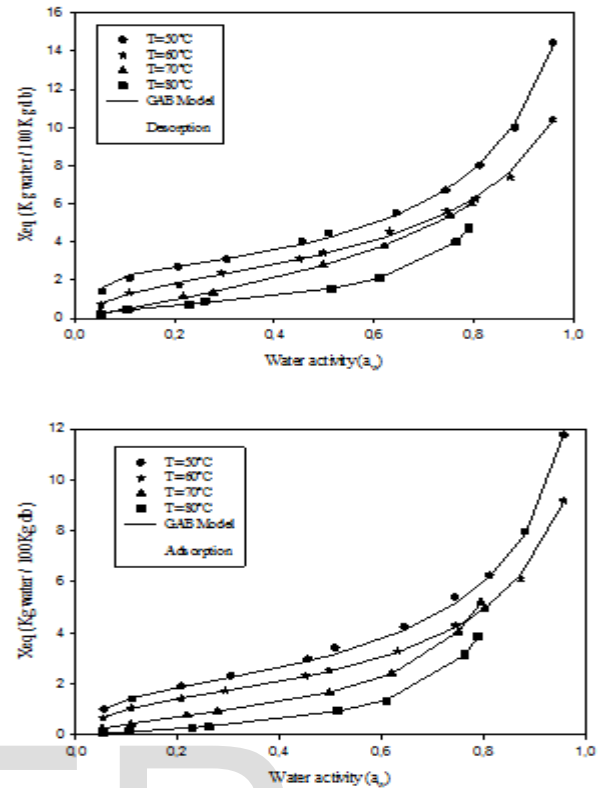 16
14
12
10
8
6
4
2
0
Xeq (Kg water / 100 Kg db)
T=50°C
T=60°C
T=70°C
T=80°C
GAB Model
Desorption
0,0 0,2 0,4 0,6 0,8 1,0
Water activity (aw)
12
10
8
6
4
2
0
Xeq (Kg water / 100 Kg db)
T=50°C
T=60°C
T=70°C
T=80°C
GAB Model
Adsorption
0,0 0,2 0,4 0,6 0,8 1,0
Water activity (aw)